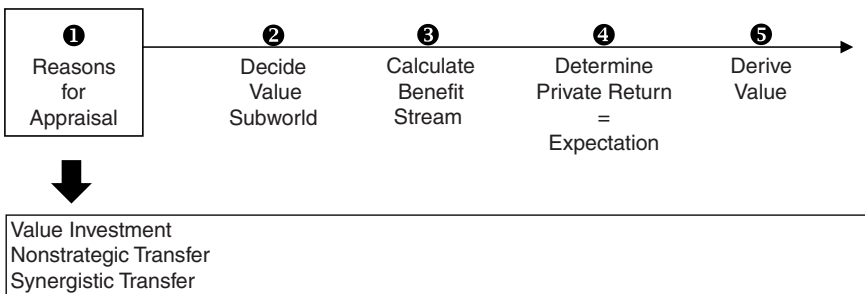 ❶
Reasons
for
Appraisal
❷
Decide
Value
Subworld
❸
Calculate
Benefit
Stream
❹
Determine
Private Return
=
Expectation
❺
Derive
Value
Value Investment
Nonstrategic Transfer
Synergistic Transfer